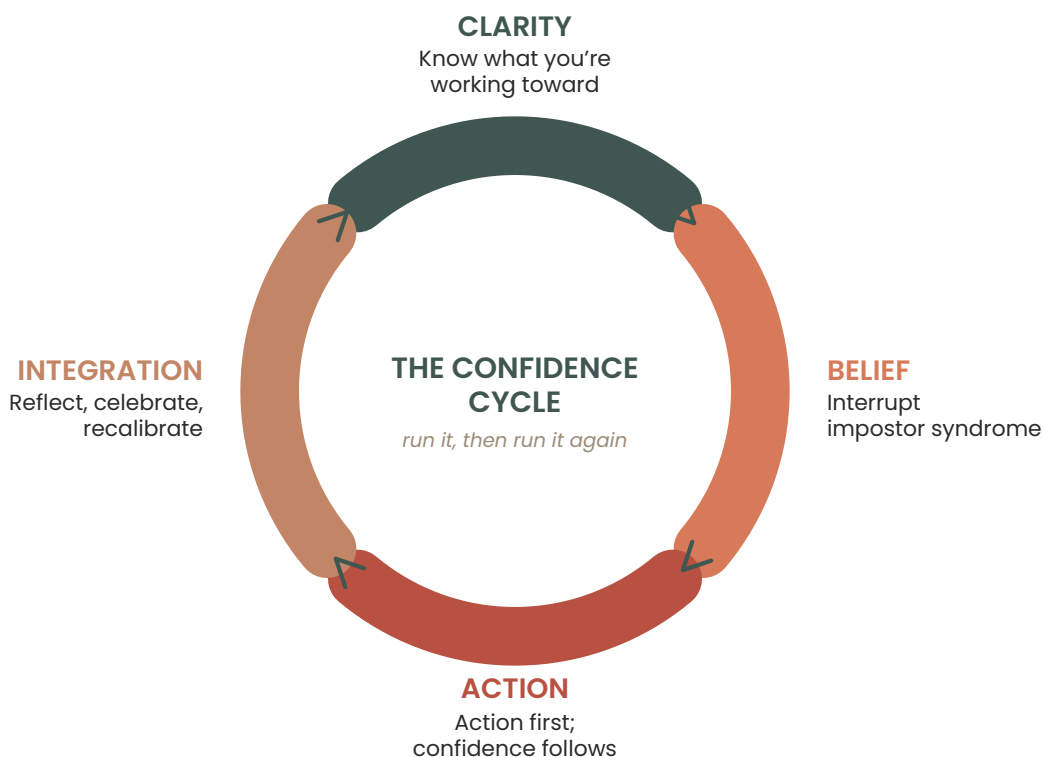 CLARITY
Know what you’re
working toward
INTEGRATION
Reflect, celebrate,
recalibrate
THE CONFIDENCE
CYCLE
run it, then run it again
BELIEF
Interrupt
impostor syndrome
ACTION
Action first;
confidence follows